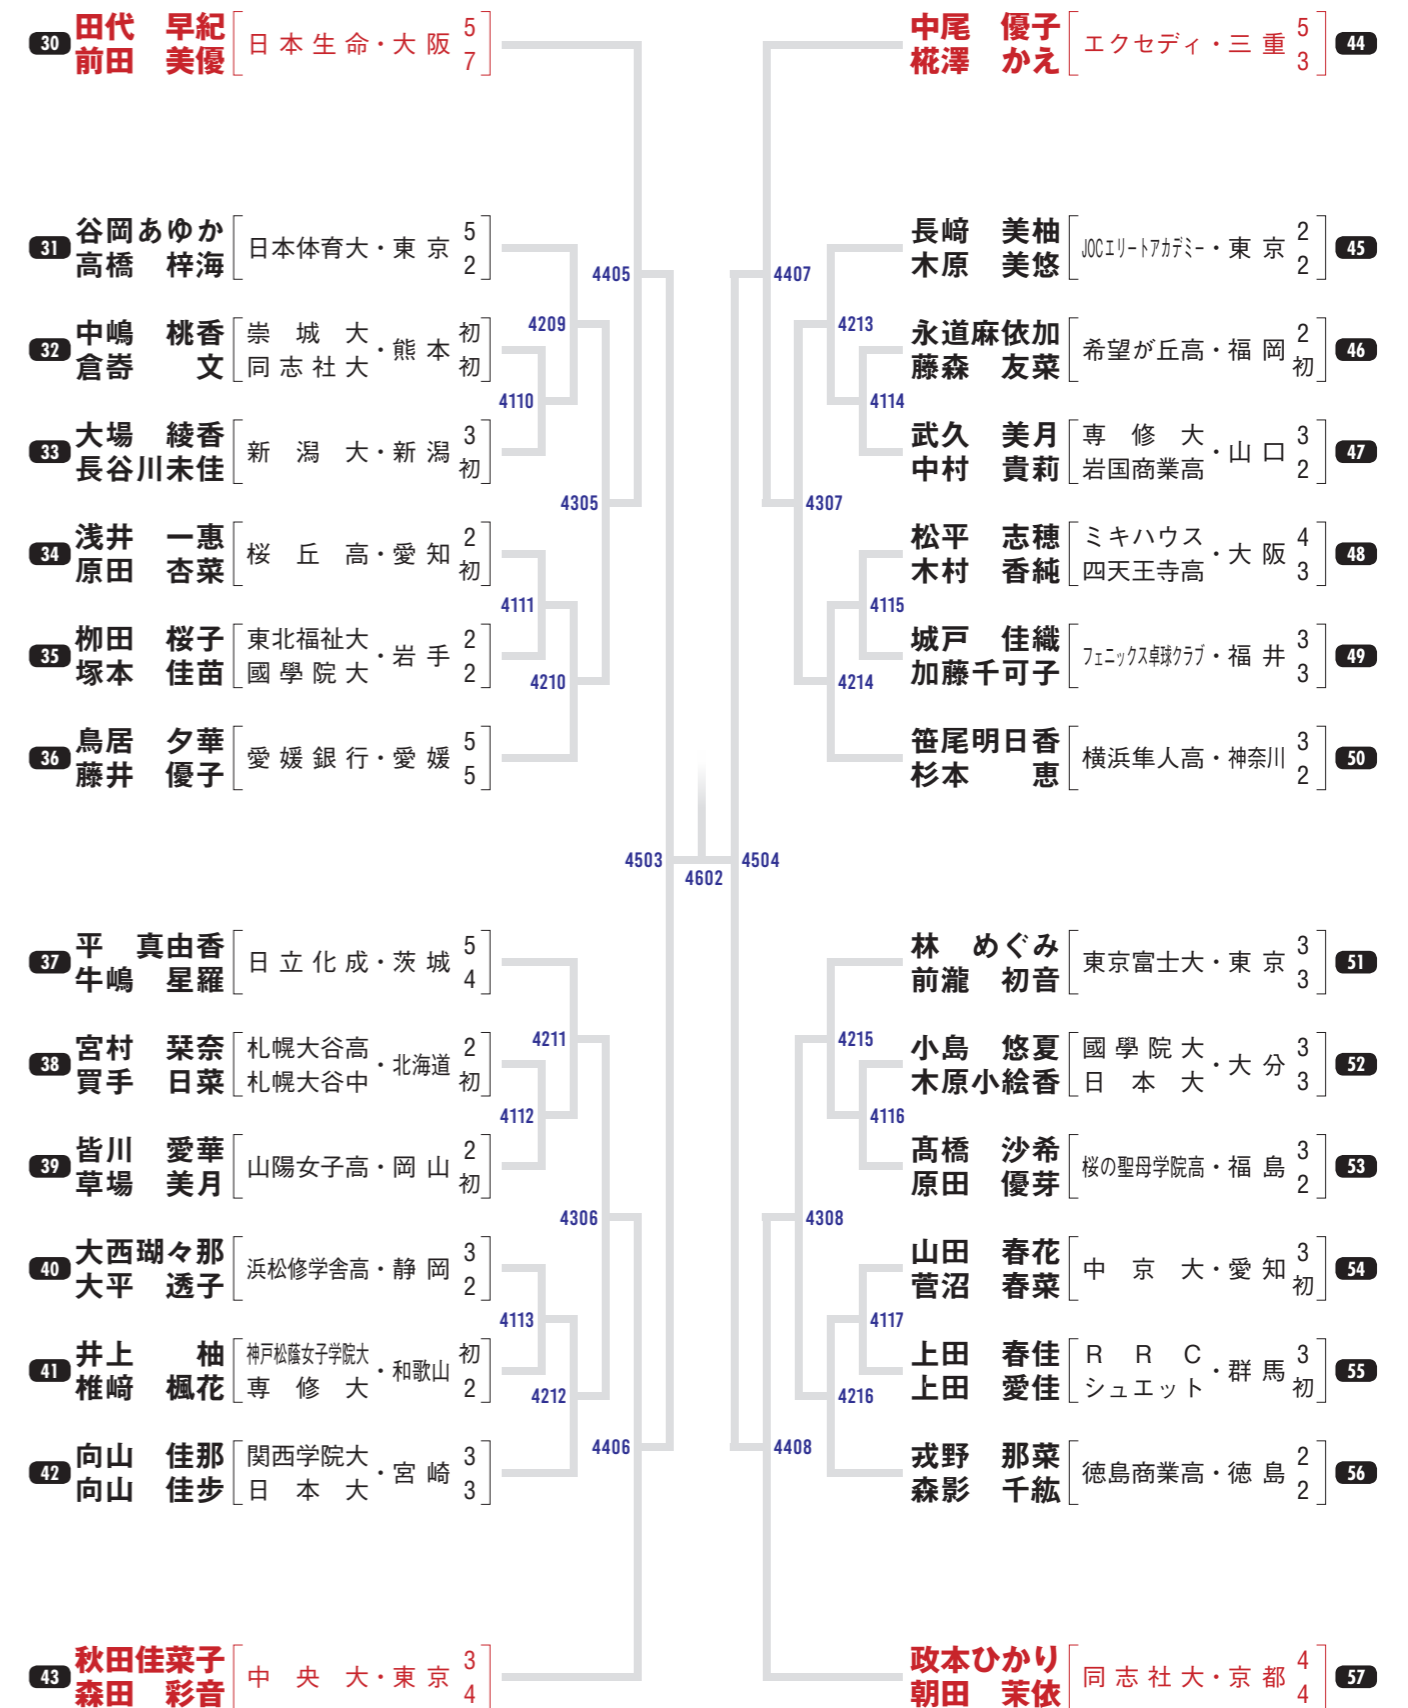 30 田代 早紀 日本生命・大阪 5
前田 美優 7
31 谷岡あゆか 日本体育大・東京 5
高橋 梓海 2
32 中嶋 桃香 崇城大・熊本 初
倉嵜 文 同志社大 初
33 大場 綾香 新潟大・新潟 3
長谷川未佳 初
34 浅井 一惠 桜丘高・愛知 2
原田 杏菜 初
35 栁田 桜子 東北福祉大・岩手 2
塚本 佳苗 國學院大 2
36 鳥居 夕華 愛媛銀行・愛媛 5
藤井 優子 5
37 平 真由香 日立化成・茨城 5
牛嶋 星羅 4
38 宮村 栞奈 札幌大谷高・北海道 2
買手 日菜 札幌大谷中 初
39 皆川 愛華 山陽女子高・岡山 2
草場 美月 初
40 大西瑚々那 浜松修学舎高・静岡 3
大平 透子 2
41 井上 柚 神戸松蔭女子学院大・和歌山 初
椎﨑 楓花 専修大 2
42 向山 佳那 関西学院大・宮崎 3
向山 佳歩 日本大 3
43 秋田佳菜子 中央大・東京 3
森田 彩音 4
4405
4209
4110
4305
4111
4210
4503
4602
4504
4211
4112
4306
4113
4212
4406
4407
4213
4114
4307
4115
4214
4215
4116
4308
4117
4216
4408
中尾 優子 エクセディ・三重 5 44
椛澤 かえ 3
長﨑 美柚 JOCエリートアカデミー・東京 2 45
木原 美悠 2
永道麻依加 希望が丘高・福岡 2 46
藤森 友菜 初
武久 美月 専修大・山口 3 47
中村 貴莉 岩国商業高 2
松平 志穂 ミキハウス・大阪 4 48
木村 香純 四天王寺高 3
城戸 佳織 フェニックス卓球クラブ・福井 3 49
加藤千可子 3
笹尾明日香 横浜隼人高・神奈川 3 50
杉本 恵 2
林 めぐみ 東京富士大・東京 3 51
前瀧 初音 3
小島 悠夏 國學院大・大分 3 52
木原小絵香 日本大 3
髙橋 沙希 桜の聖母学院高・福島 3 53
原田 優芽 2
山田 春花 中京大・愛知 3 54
菅沼 春菜 初
上田 春佳 RRC・群馬 3 55
上田 愛佳 シュエット 初
戎野 那菜 徳島商業高・徳島 2 56
森影 千紘 2
政本ひかり 同志社大・京都 4 57
朝田 茉依 4